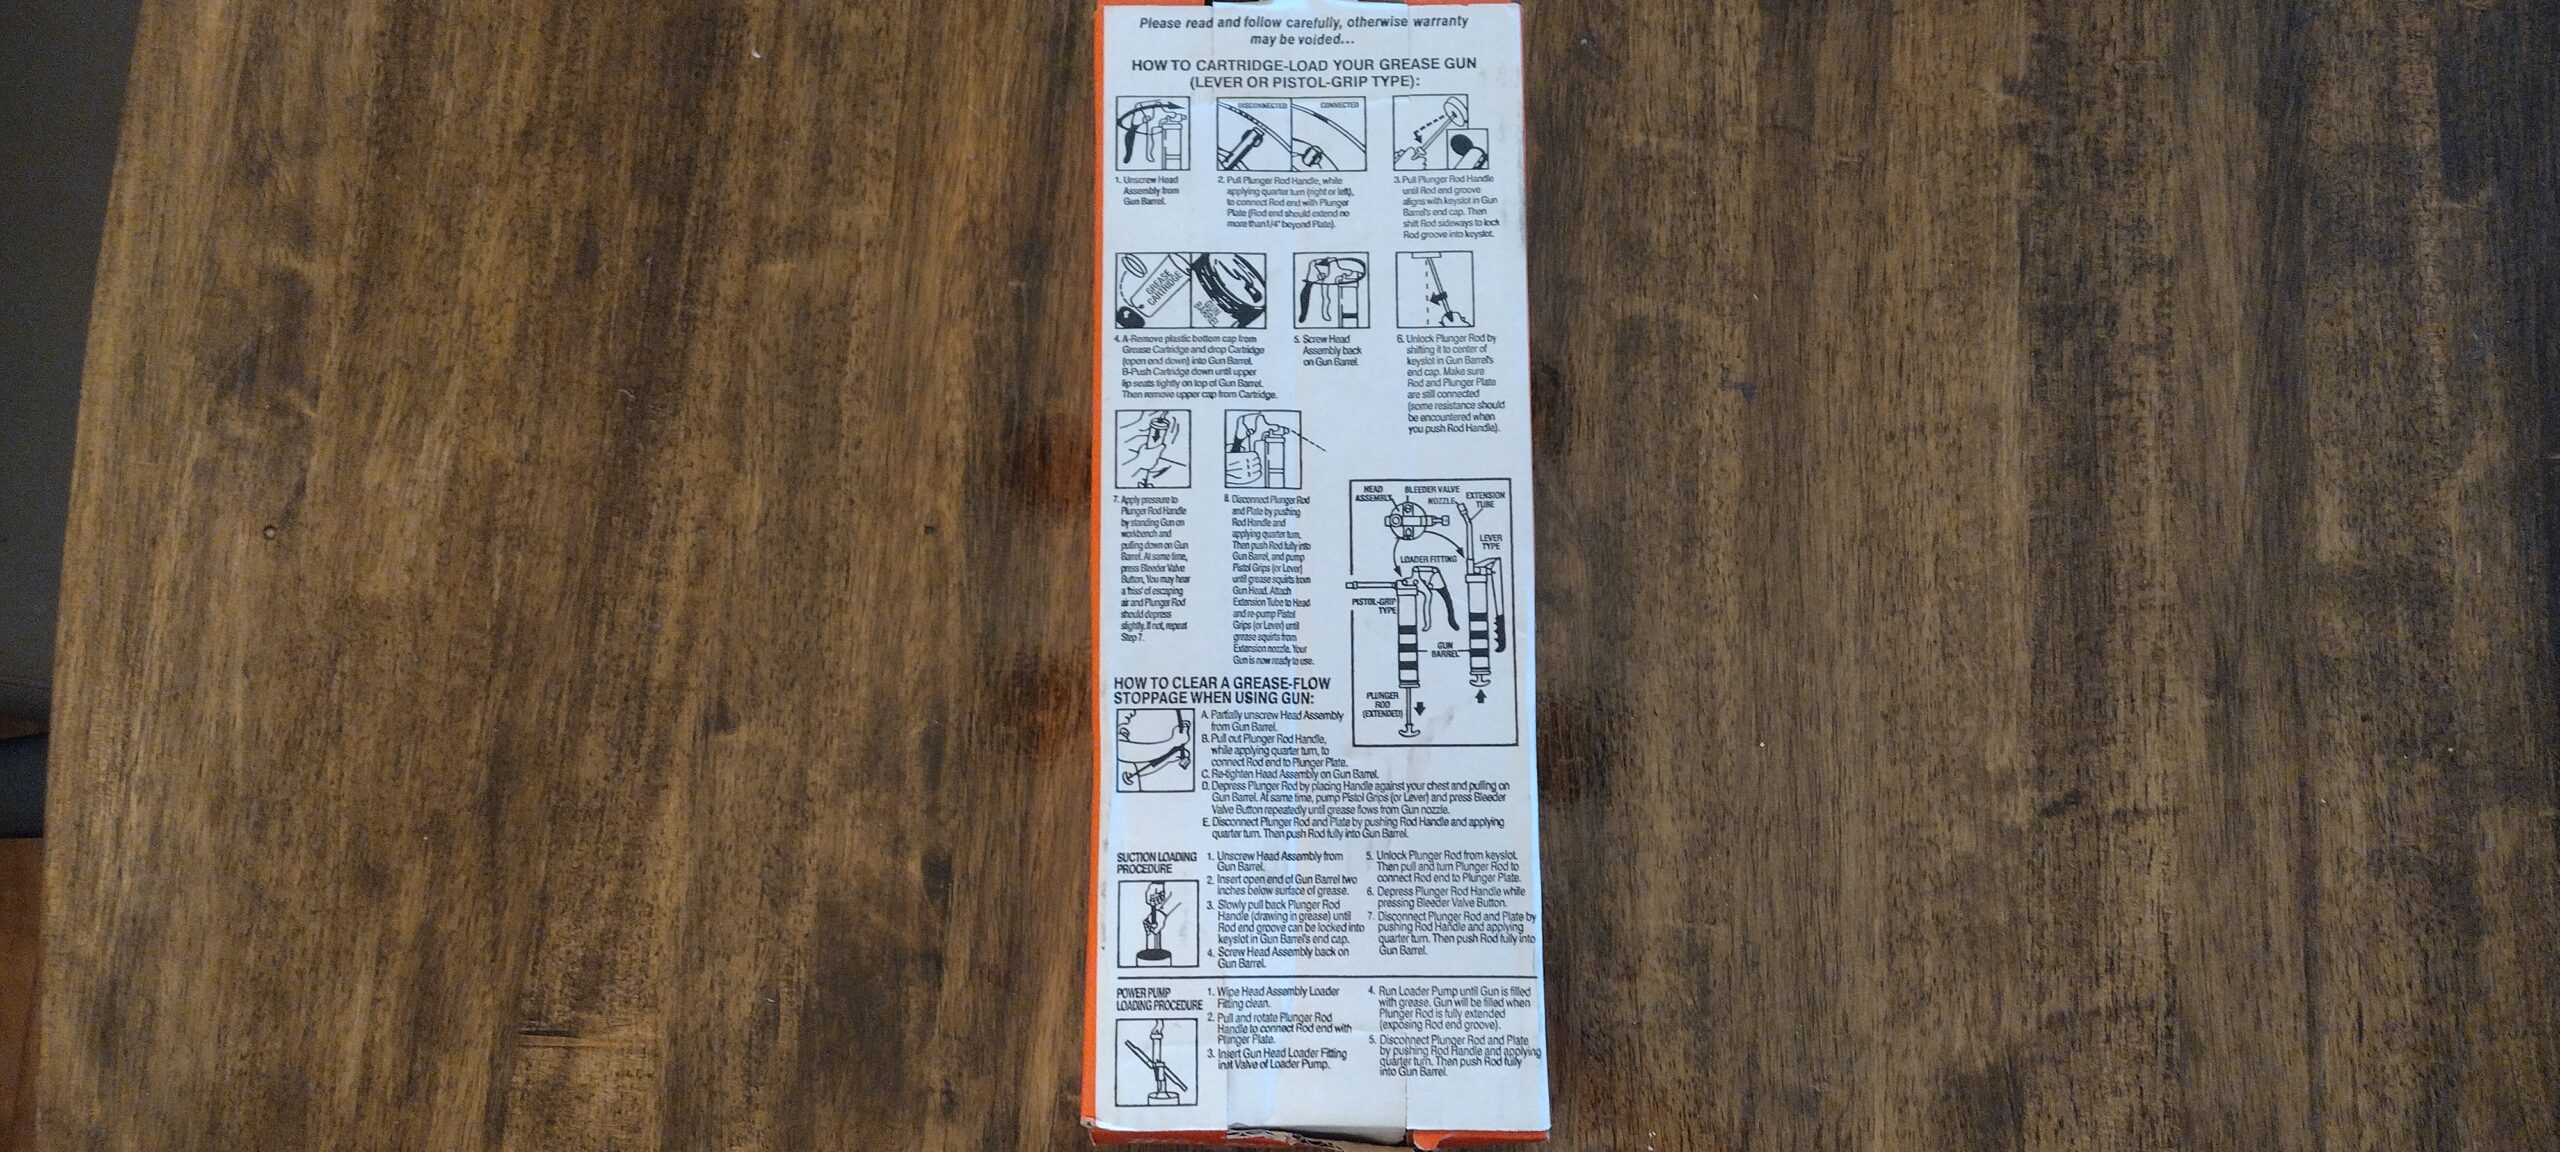 Please read and follow carefully, otherwise warranty
may be voided...
HOW TO CARTRIDGE-LOAD YOUR GREASE GUN
(LEVER OR PISTOL-GRIP TYPE):
DISCONNECTED
CONNECTED
1. Unscrew Head
Assembly from
Gun Barrel.
2. Pull Plunger Rod Handle, while
applying quarter turn (right or left),
to connect Rod end with Plunger
Plate (Rod end should extend no
more than 1/4" beyond Plate).
3. Pull Plunger Rod Handle
until Rod end groove
aligns with keyslot in Gun
Barrel's end cap. Then
shift Rod sideways to lock
Rod groove into keyslot.
GREASE
CARTRIDGE
GUN
BARREL
4. A-Remove plastic bottom cap from
Grease Cartridge and drop Cartridge
(open end down) into Gun Barrel.
B-Push Cartridge down until upper
lip seats tightly on top of Gun Barrel.
Then remove upper cap from Cartridge.
5. Screw Head
Assembly back
on Gun Barrel.
6. Unlock Plunger Rod by
shifting it to center of
keyslot in Gun Barrel's
end cap. Make sure
Rod and Plunger Plate
are still connected
(some resistance should
be encountered when
you push Rod Handle).
7. Apply pressure to
Plunger Rod Handle
by standing Gun on
workbench and
pulling down on Gun
Barrel. At same time,
press Bleeder Valve
Button. You may hear
a 'hiss' of escaping
air and Plunger Rod
should depress
slightly. If not, repeat
Step 7.
8. Disconnect Plunger Rod
and Plate by pushing
Rod Handle and
applying quarter turn.
Then push Rod fully into
Gun Barrel, and pump
Pistol Grips (or Lever)
until grease squirts from
Gun Head. Attach
Extension Tube to Head
and re-pump Pistol
Grips (or Lever) until
grease squirts from
Extension nozzle. Your
Gun is now ready to use.
HEAD
ASSEMBLY
BLEEDER VALVE
NOZZLE
EXTENSION
TUBE
LEVER
TYPE
LOADER FITTING
PISTOL-GRIP
TYPE
GUN
BARREL
PLUNGER
ROD
(EXTENDED)
HOW TO CLEAR A GREASE-FLOW
STOPPAGE WHEN USING GUN:
A. Partially unscrew Head Assembly
from Gun Barrel.
B. Pull out Plunger Rod Handle,
while applying quarter turn, to
connect Rod end to Plunger Plate.
C. Re-tighten Head Assembly on Gun Barrel.
D. Depress Plunger Rod by placing Handle against your chest and pulling on
Gun Barrel. At same time, pump Pistol Grips (or Lever) and press Bleeder
Valve Button repeatedly until grease flows from Gun nozzle.
E. Disconnect Plunger Rod and Plate by pushing Rod Handle and applying
quarter turn. Then push Rod fully into Gun Barrel.
SUCTION LOADING
PROCEDURE
1. Unscrew Head Assembly from
Gun Barrel.
2. Insert open end of Gun Barrel two
inches below surface of grease.
3. Slowly pull back Plunger Rod
Handle (drawing in grease) until
Rod end groove can be locked into
keyslot in Gun Barrel's end cap.
4. Screw Head Assembly back on
Gun Barrel.
5. Unlock Plunger Rod from keyslot.
Then pull and turn Plunger Rod to
connect Rod end to Plunger Plate.
6. Depress Plunger Rod Handle while
pressing Bleeder Valve Button.
7. Disconnect Plunger Rod and Plate by
pushing Rod Handle and applying
quarter turn. Then push Rod fully into
Gun Barrel.
POWER PUMP
LOADING PROCEDURE
1. Wipe Head Assembly Loader
Fitting clean.
2. Pull and rotate Plunger Rod
Handle to connect Rod end with
Plunger Plate.
3. Insert Gun Head Loader Fitting
Valve of Loader Pump.
4. Run Loader Pump until Gun is filled
with grease. Gun will be filled when
Plunger Rod is fully extended
(exposing Rod end groove).
5. Disconnect Plunger Rod and Plate
by pushing Rod Handle and applying
quarter turn. Then push Rod fully
into Gun Barrel.